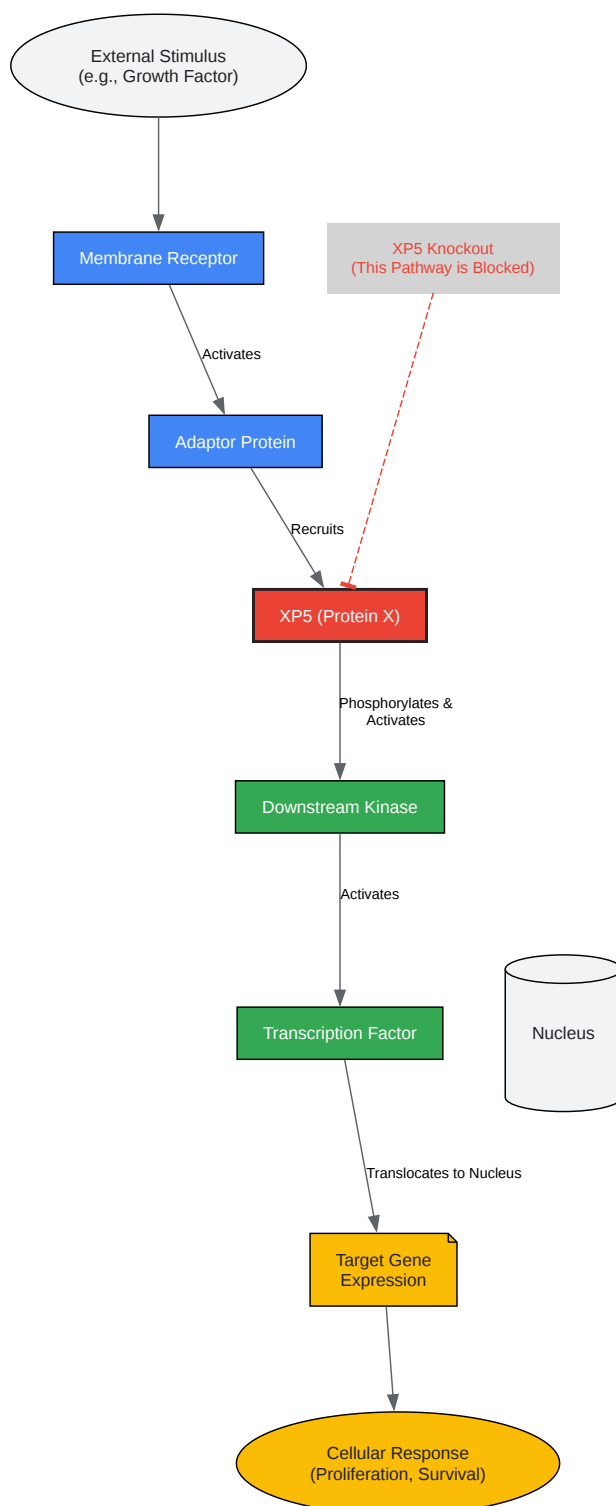 External Stimulus
(e.g., Growth Factor)
Membrane Receptor
XP5 Knockout
(This Pathway is Blocked)
Activates
Adaptor Protein
Recruits
XP5 (Protein X)
Phosphorylates &
Activates
Downstream Kinase
Activates
Transcription Factor
Nucleus
Translocates to Nucleus
Target Gene
Expression
Cellular Response
(Proliferation, Survival)